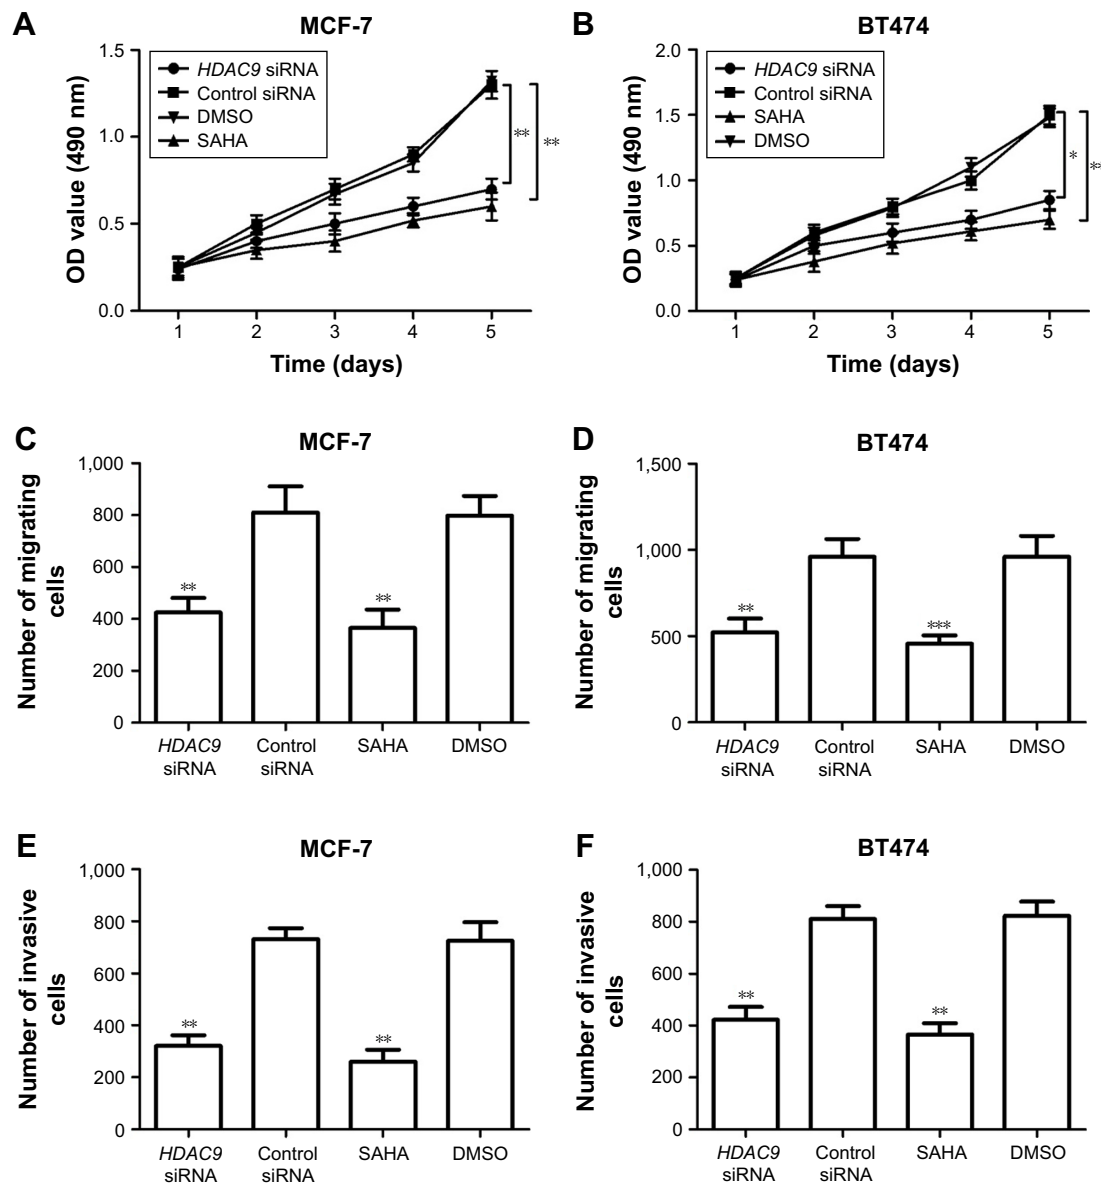 A
MCF-7
OD value (490 nm)
1.5
1.0
0.5
0.0
HDAC9 siRNA
Control siRNA
DMSO
SAHA
**
**
1 2 3 4 5
Time (days)
B
BT474
OD value (490 nm)
2.0
1.5
1.0
0.5
0.0
HDAC9 siRNA
Control siRNA
SAHA
DMSO
*
1 2 3 4 5
Time (days)
C
MCF-7
Number of migrating
cells
1,000
800
600
400
200
0
**
**
HDAC9 Control SAHA DMSO
siRNA siRNA
D
BT474
Number of migrating
cells
1,500
1,000
500
0
**
***
HDAC9 Control SAHA DMSO
siRNA siRNA
E
MCF-7
Number of invasive
cells
1,000
800
600
400
200
0
**
**
HDAC9 Control SAHA DMSO
siRNA siRNA
F
BT474
Number of invasive
cells
1,000
800
600
400
200
0
**
**
HDAC9 Control SAHA DMSO
siRNA siRNA